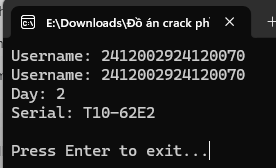 E:\Downloads\Đồ án crack ph
Username: 2412002924120070
Username: 2412002924120070
Day: 2
Serial: T10-62E2
Press Enter to exit...